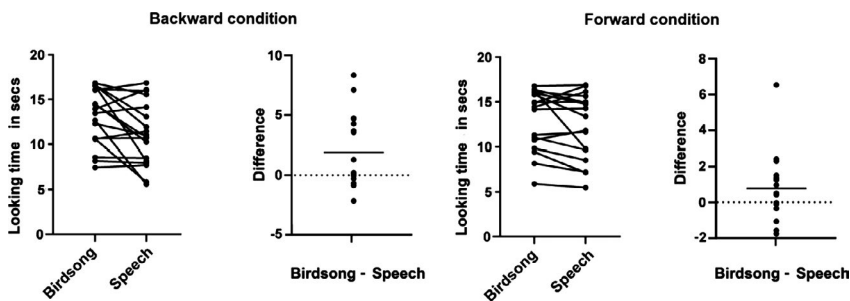 Backward condition
Forward condition
Looking time in secs
20
15
10
5
0
Birdsong
Speech
Difference
10
5
0
-5
Birdsong - Speech
Looking time in secs
20
15
10
5
0
Birdsong
Speech
Difference
8
6
4
2
0
-2
Birdsong - Speech